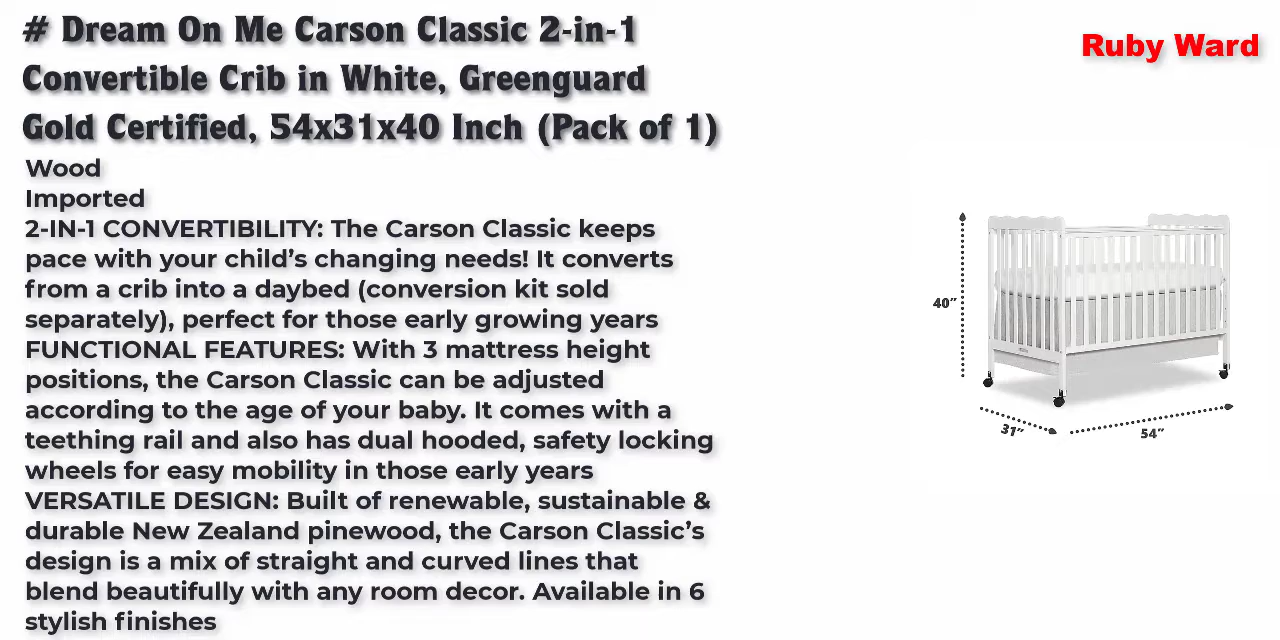 # Dream On Me Carson Classic 2-in-1
Convertible Crib in White, Greenguard
Gold Certified, 54x31x40 Inch (Pack of 1)
Ruby Ward
Wood
Imported
2-IN-1 CONVERTIBILITY: The Carson Classic keeps
pace with your child’s changing needs! It converts
from a crib into a daybed (conversion kit sold
separately), perfect for those early growing years
FUNCTIONAL FEATURES: With 3 mattress height
positions, the Carson Classic can be adjusted
according to the age of your baby. It comes with a
teething rail and also has dual hooded, safety locking
wheels for easy mobility in those early years
VERSATILE DESIGN: Built of renewable, sustainable &
durable New Zealand pinewood, the Carson Classic’s
design is a mix of straight and curved lines that
blend beautifully with any room decor. Available in 6
stylish finishes
40”
31”
54”